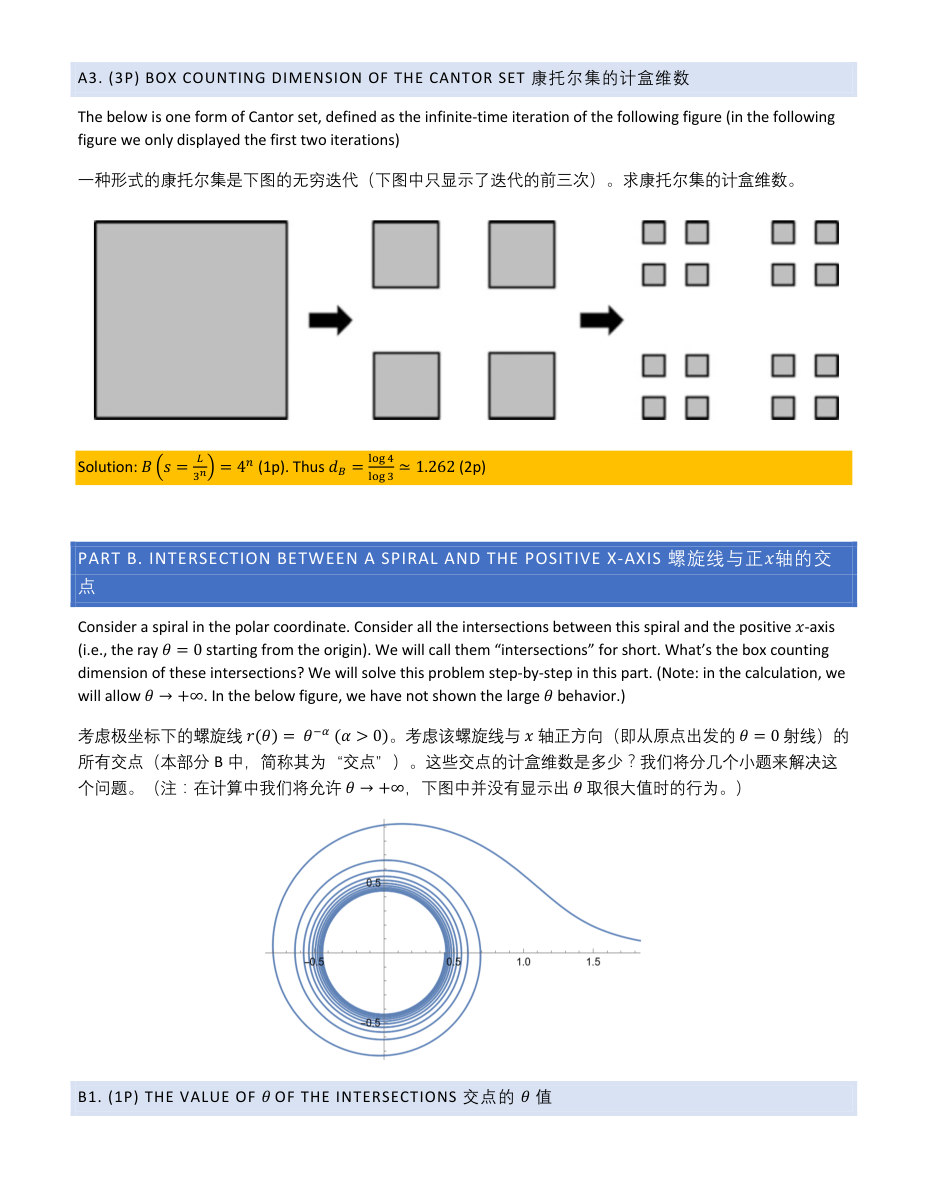 A3. (3P) BOX COUNTING DIMENSION OF THE CANTOR SET 康托尔集的计盒维数
The below is one form of Cantor set, defined as the infinite-time iteration of the following figure (in the following
figure we only displayed the first two iterations)
一种形式的康托尔集是下图的无穷迭代（下图中只显示了迭代的前三次）。求康托尔集的计盒维数。
Solution: B(s = L/3^n) = 4^n (1p). Thus d_B = log 4/log 3 ≃ 1.262 (2p)
PART B. INTERSECTION BETWEEN A SPIRAL AND THE POSITIVE X-AXIS 螺旋线与正x轴的交
点
Consider a spiral in the polar coordinate. Consider all the intersections between this spiral and the positive x-axis
(i.e., the ray θ = 0 starting from the origin). We will call them “intersections” for short. What’s the box counting
dimension of these intersections? We will solve this problem step-by-step in this part. (Note: in the calculation, we
will allow θ → +∞. In the below figure, we have not shown the large θ behavior.)
考虑极坐标下的螺旋线 r(θ) = θ^−α (α > 0)。考虑该螺旋线与 x 轴正方向（即从原点出发的 θ = 0 射线）的
所有交点（本部分 B 中，简称其为“交点”）。这些交点的计盒维数是多少？我们将分几个小题来解决这
个问题。（注：在计算中我们将允许 θ → +∞，下图中并没有显示出 θ 取很大值时的行为。）
0.5
-0.5 0.5 1.0 1.5
-0.5
B1. (1P) THE VALUE OF θ OF THE INTERSECTIONS 交点的 θ 值